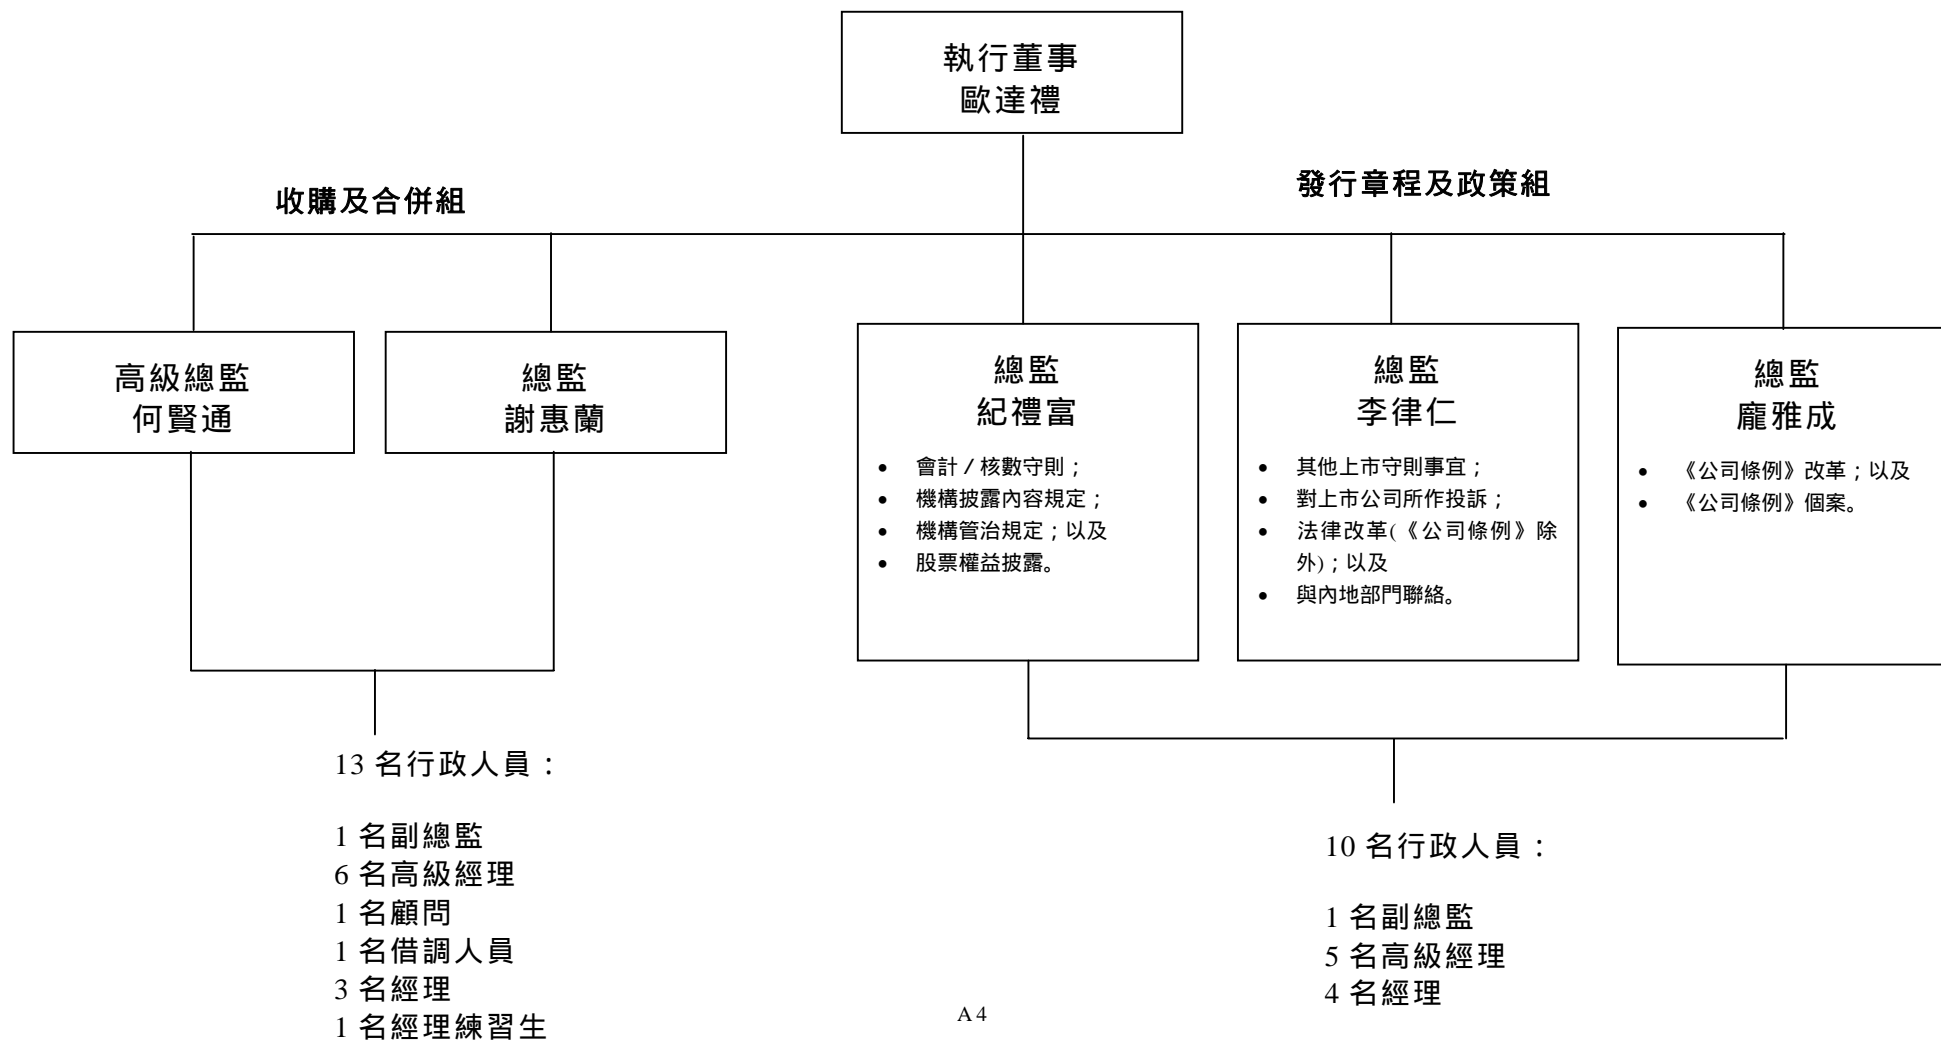 執行董事
歐達禮
收購及合併組
發行章程及政策組
高級總監
何賢通
總監
謝惠蘭
總監
紀禮富
• 會計／核數守則；
• 機構披露內容規定；
• 機構管治規定；以及
• 股票權益披露。
總監
李律仁
• 其他上市守則事宜；
• 對上市公司所作投訴；
• 法律改革(《公司條例》除
外)；以及
• 與內地部門聯絡。
總監
龐雅成
• 《公司條例》改革；以及
• 《公司條例》個案。
13 名行政人員：
1 名副總監
6 名高級經理
1 名顧問
1 名借調人員
3 名經理
1 名經理練習生
10 名行政人員：
1 名副總監
5 名高級經理
4 名經理
A4